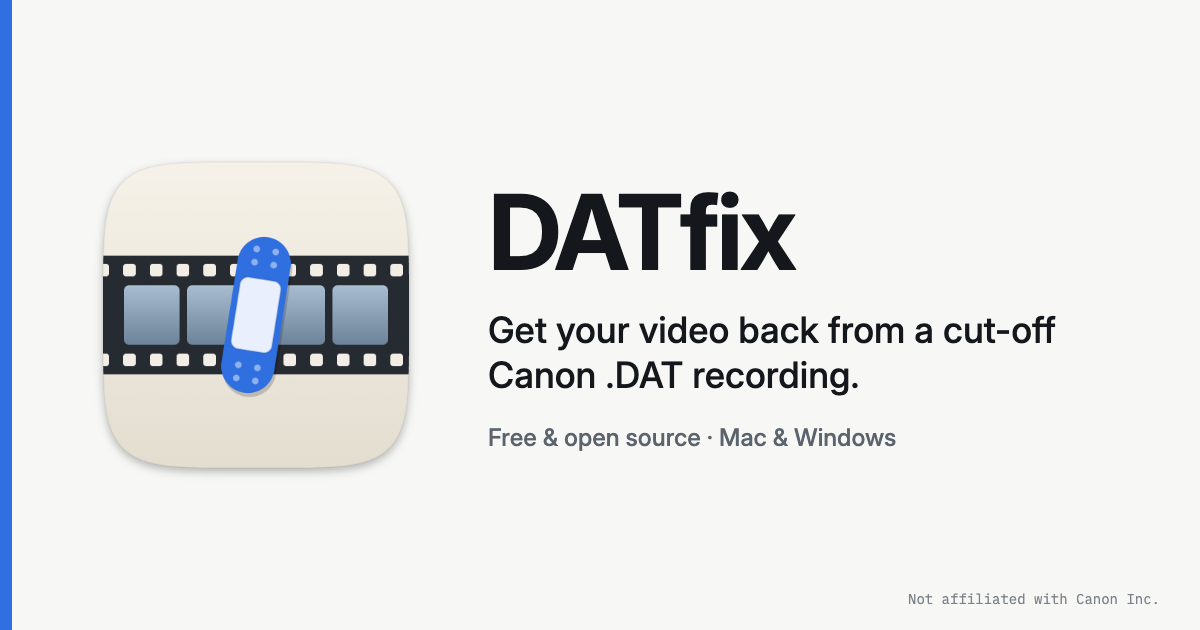 DATfix
Get your video back from a cut-off
Canon .DAT recording.
Free & open source · Mac & Windows
Not affiliated with Canon Inc.